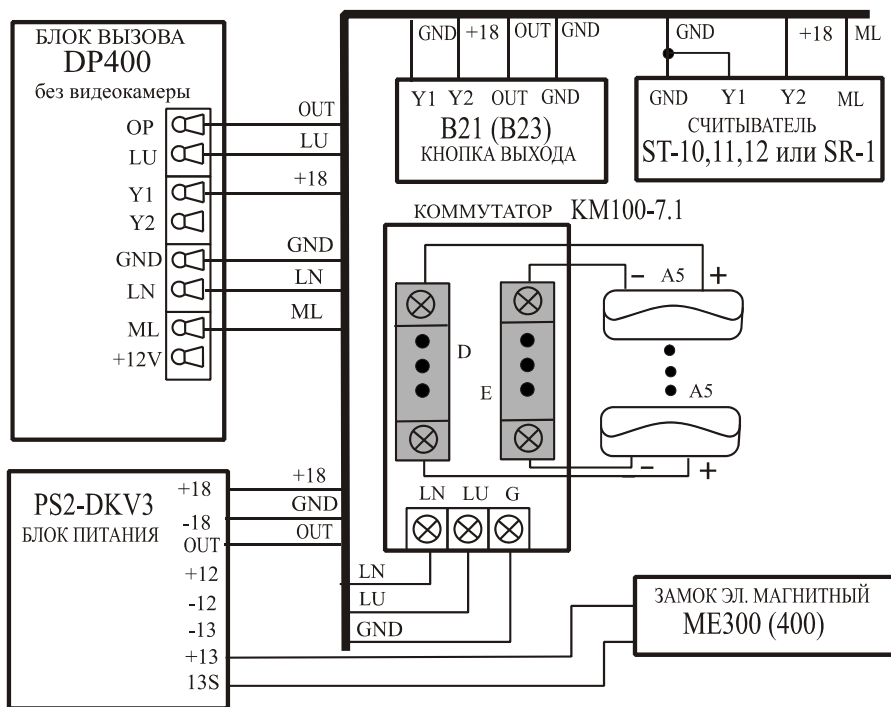 БЛОК ВЫЗОВА
DP400
без видеокамеры
OP
LU
Y1
Y2
GND
LN
ML
+12V
OUT
LU
+18
GND
LN
ML
GND +18 OUT GND
Y1 Y2 OUT GND
B21 (B23)
КНОПКА ВЫХОДА
GND +18 ML
GND Y1 Y2 ML
СЧИТЫВАТЕЛЬ
ST-10,11,12 или SR-1
КОММУТАТОР KM100-7.1
D
E
– A5 +
A5
– +
LN LU G
LN
LU
GND
PS2-DKV3
БЛОК ПИТАНИЯ
+18
-18
OUT
+12
-12
-13
+13
13S
+18
GND
OUT
ЗАМОК ЭЛ. МАГНИТНЫЙ
ME300 (400)